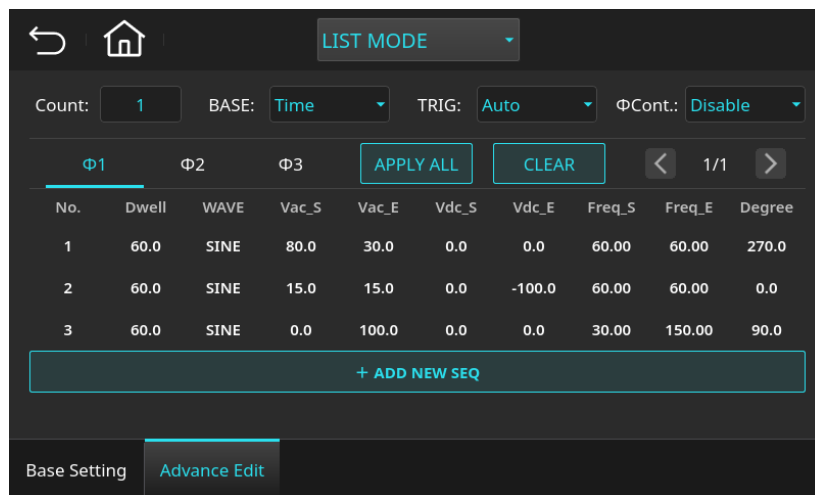 LIST MODE
Count: 1 BASE: Time TRIG: Auto ΦCont.: Disable
Φ1 Φ2 Φ3 APPLY ALL CLEAR 1/1
No. Dwell WAVE Vac_S Vac_E Vdc_S Vdc_E Freq_S Freq_E Degree
1 60.0 SINE 80.0 30.0 0.0 0.0 60.00 60.00 270.0
2 60.0 SINE 15.0 15.0 0.0 -100.0 60.00 60.00 0.0
3 60.0 SINE 0.0 100.0 0.0 0.0 30.00 150.00 90.0
+ ADD NEW SEQ
Base Setting Advance Edit